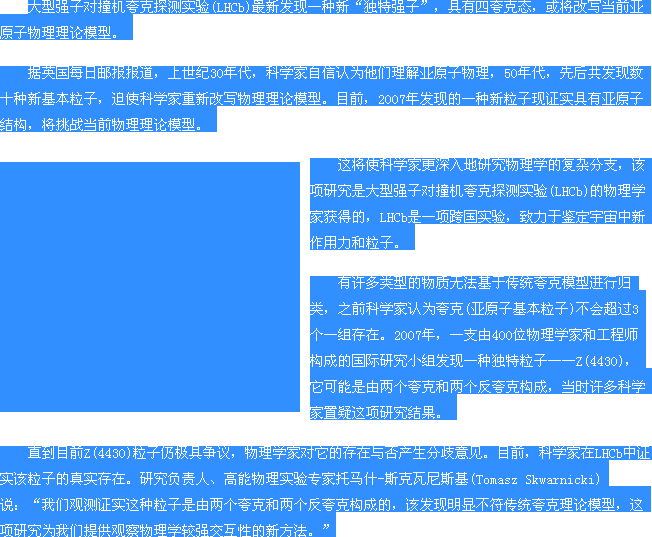 大型强子对撞机夸克探测实验(LHCb)最新发现一种新“独特强子”，具有四夸克态，或将改写当前亚
原子物理理论模型。
据英国每日邮报报道，上世纪30年代，科学家自信认为他们理解亚原子物理，50年代，先后共发现数
十种新基本粒子，迫使科学家重新改写物理理论模型。目前，2007年发现的一种新粒子现证实具有亚原子
结构，将挑战当前物理理论模型。
这将使科学家更深入地研究物理学的复杂分支，该
项研究是大型强子对撞机夸克探测实验(LHCb)的物理学
家获得的，LHCb是一项跨国实验，致力于鉴定宇宙中新
作用力和粒子。
有许多类型的物质无法基于传统夸克模型进行归
类，之前科学家认为夸克(亚原子基本粒子)不会超过3
个一组存在。2007年，一支由400位物理学家和工程师
构成的国际研究小组发现一种独特粒子——Z(4430)，
它可能是由两个夸克和两个反夸克构成，当时许多科学
家置疑这项研究结果。
直到目前Z(4430)粒子仍极具争议，物理学家对它的存在与否产生分歧意见。目前，科学家在LHCb中证
实该粒子的真实存在。研究负责人、高能物理实验专家托马什-斯克瓦尼斯基(Tomasz Skwarnicki)
说：“我们观测证实这种粒子是由两个夸克和两个反夸克构成的，该发现明显不符传统夸克理论模型，这
项研究为我们提供观察物理学较强交互性的新方法。”